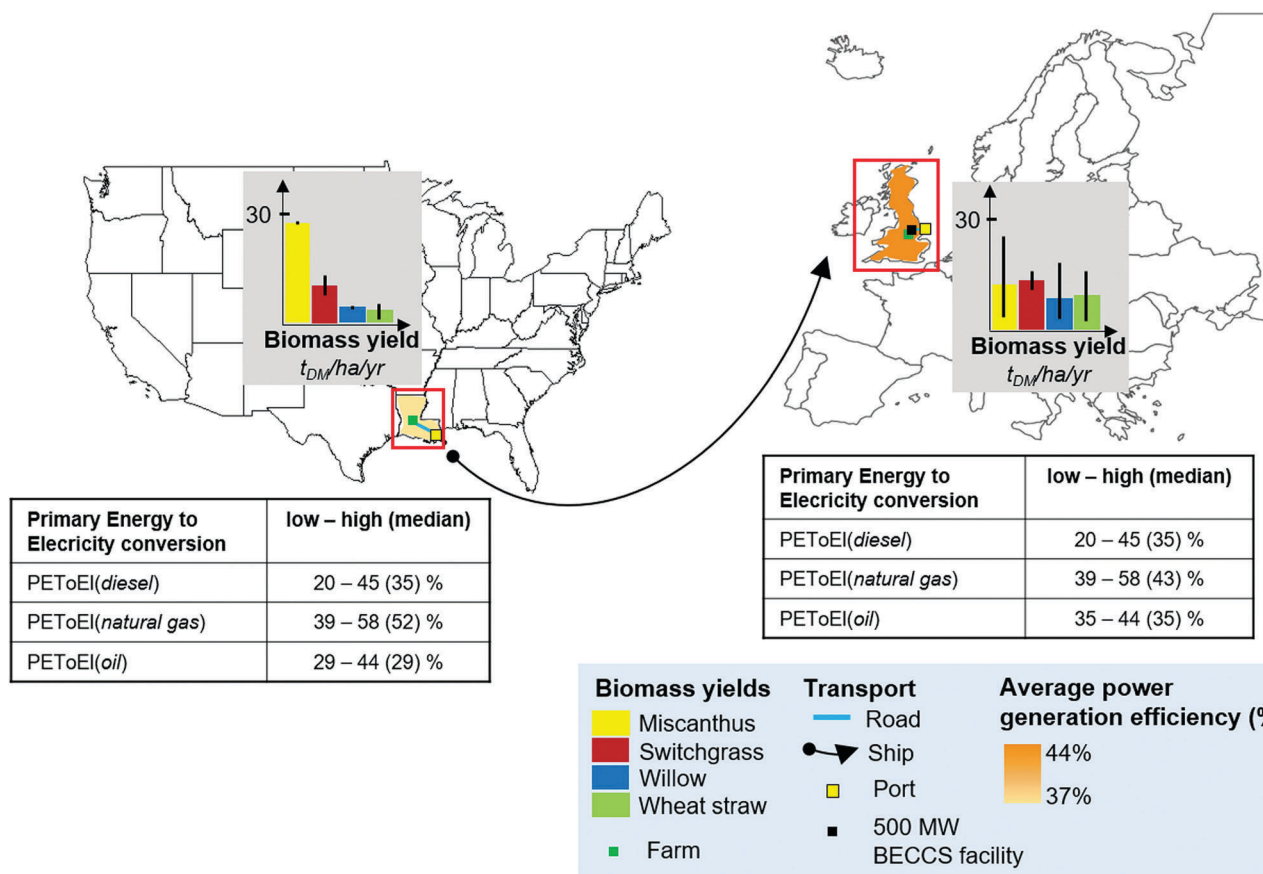 30
Biomass yield
tDM/ha/yr
30
Biomass yield
tDM/ha/yr
Primary Energy to
Elecricity conversion
low – high (median)
PEToEl(diesel)
20 – 45 (35) %
PEToEl(natural gas)
39 – 58 (52) %
PEToEl(oil)
29 – 44 (29) %
Primary Energy to
Elecricity conversion
low – high (median)
PEToEl(diesel)
20 – 45 (35) %
PEToEl(natural gas)
39 – 58 (43) %
PEToEl(oil)
35 – 44 (35) %
Biomass yields
Miscanthus
Switchgrass
Willow
Wheat straw
Farm
Transport
Road
Ship
Port
500 MW
BECCS facility
Average power
generation efficiency (%
44%
37%